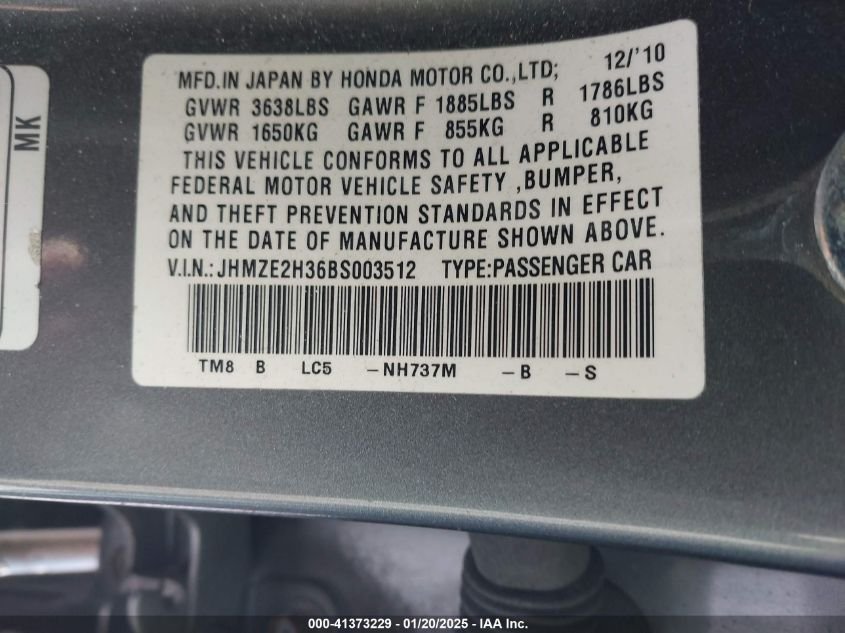 MFD.IN JAPAN BY HONDA MOTOR CO.,LTD; 12/'10
GVWR 3638LBS GAWR F 1885LBS R 1786LBS
GVWR 1650KG GAWR F 855KG R 810KG
THIS VEHICLE CONFORMS TO ALL APPLICABLE
FEDERAL MOTOR VEHICLE SAFETY ,BUMPER,
AND THEFT PREVENTION STANDARDS IN EFFECT
ON THE DATE OF MANUFACTURE SHOWN ABOVE.
V.I.N.:JHMZE2H36BS003512 TYPE:PASSENGER CAR
TM8 B LC5 -NH737M -B -S
MK
000-41373229 - 01/20/2025 - IAA Inc.